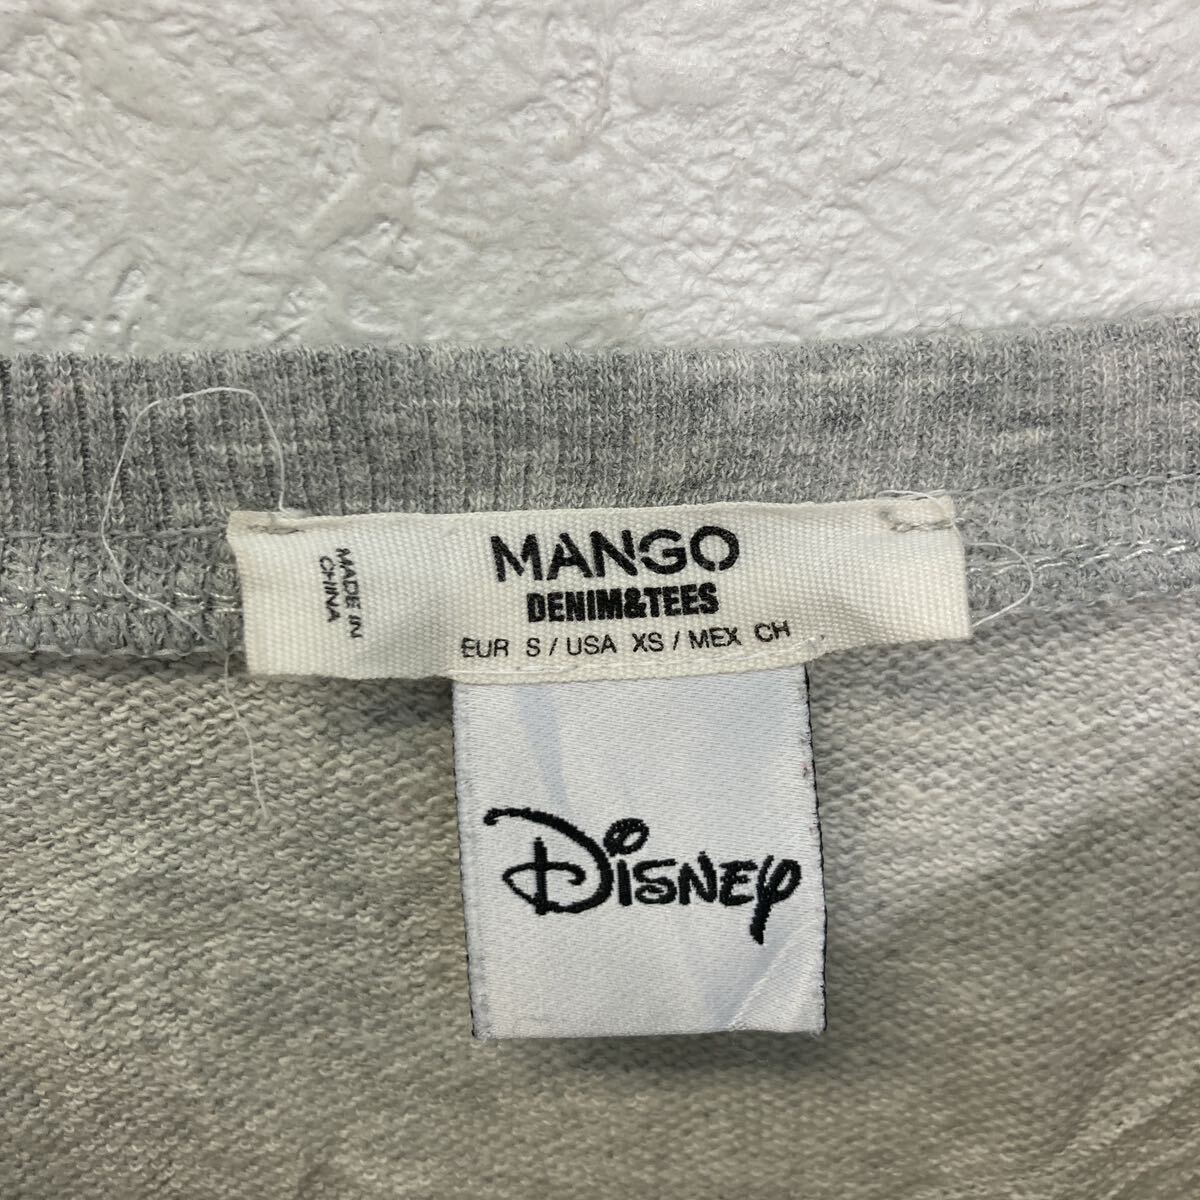 MANGO
DENIM&TEES
EUR S / USA XS / MEX CH
MADE IN
CHINA
Disney